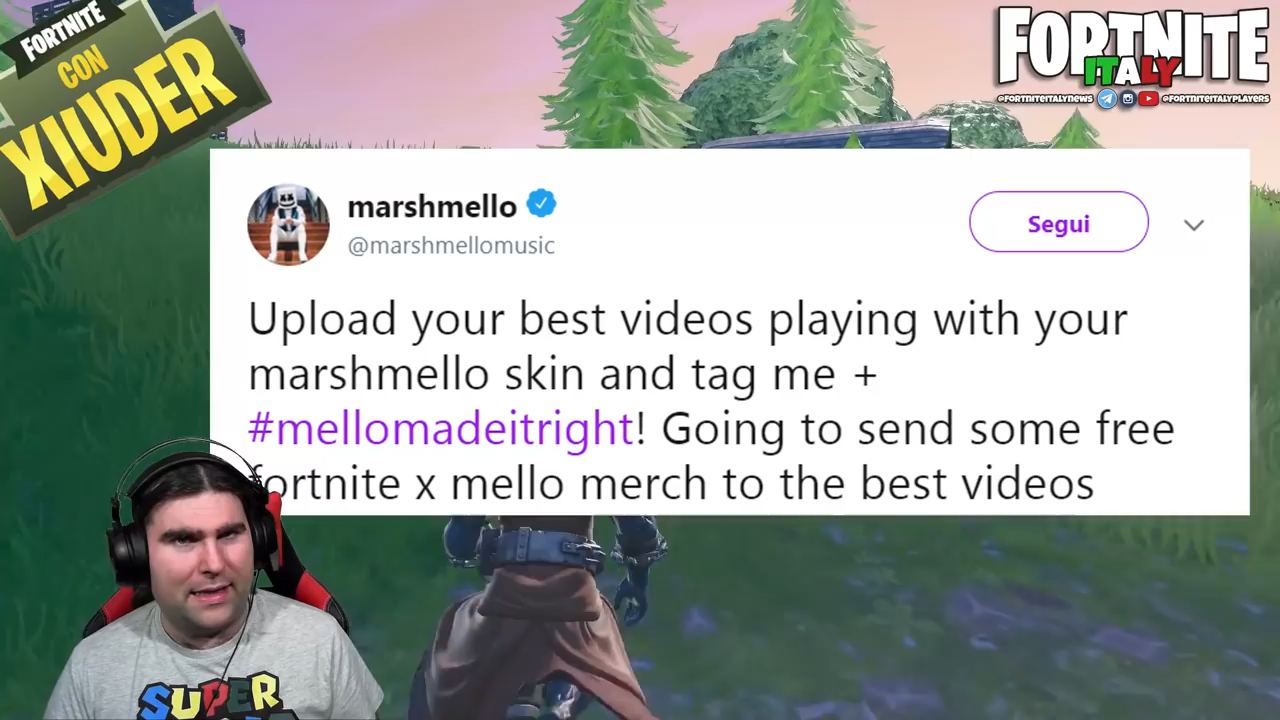 FORTNITE
CON
XIUDER
FORTNITE
ITALY
@FORTNITEITALYNEWS @FORTNITEITALYPLAYERS
marshmello
@marshmellomusic
Segui
Upload your best videos playing with your
marshmello skin and tag me +
#mellomadeitright! Going to send some free
fortnite x mello merch to the best videos
SUPER